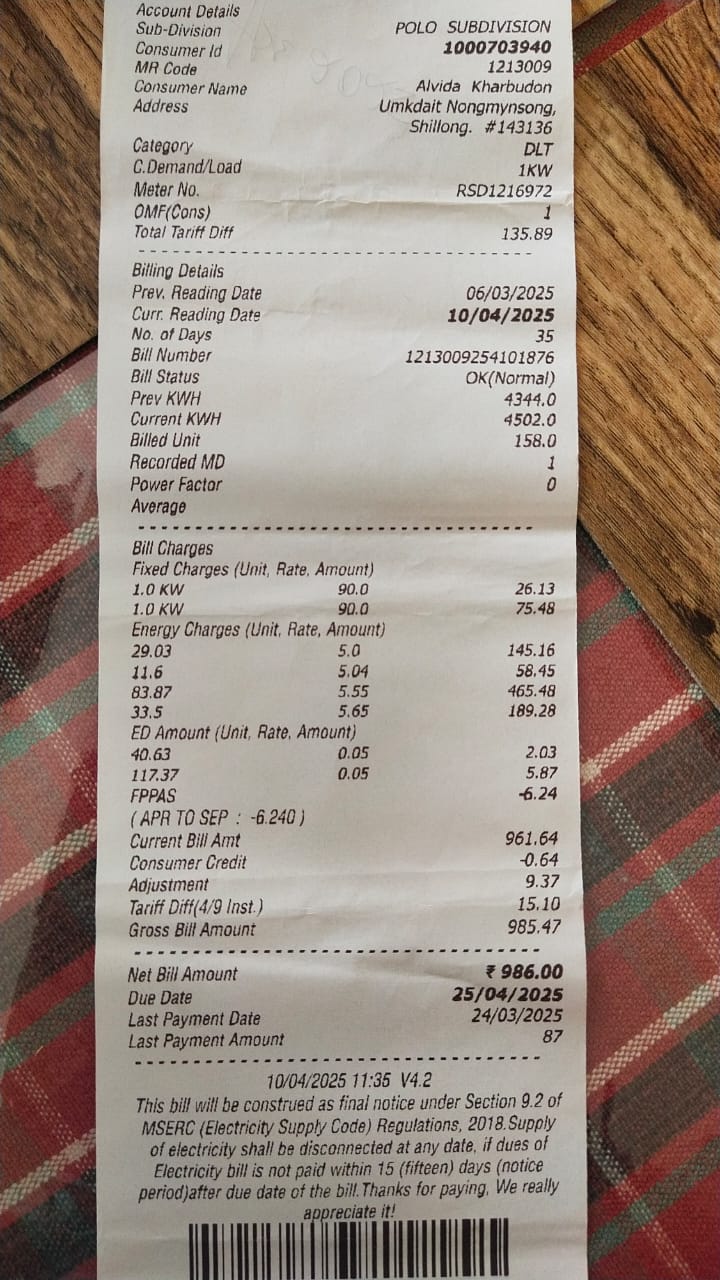 Account Details
Sub-Division POLO SUBDIVISION
Consumer Id 1000703940
MR Code 1213009
Consumer Name Alvida Kharbudon
Address Umkdait Nongmynsong,
Shillong. #143136
Category DLT
C.Demand/Load 1KW
Meter No. RSD1216972
OMF(Cons) 1
Total Tariff Diff 135.89
Billing Details
Prev. Reading Date 06/03/2025
Curr. Reading Date 10/04/2025
No. of Days 35
Bill Number 1213009254101876
Bill Status OK(Normal)
Prev KWH 4344.0
Current KWH 4502.0
Billed Unit 158.0
Recorded MD 1
Power Factor 0
Average
Bill Charges
Fixed Charges (Unit, Rate, Amount)
1.0 KW 90.0 26.13
1.0 KW 90.0 75.48
Energy Charges (Unit, Rate, Amount)
29.03 5.0 145.16
11.6 5.04 58.45
83.87 5.55 465.48
33.5 5.65 189.28
ED Amount (Unit, Rate, Amount)
40.63 0.05 2.03
117.37 0.05 5.87
FPPAS -6.24
( APR TO SEP : -6.240 )
Current Bill Amt 961.64
Consumer Credit -0.64
Adjustment 9.37
Tariff Diff(4/9 Inst.) 15.10
Gross Bill Amount 985.47
Net Bill Amount ₹ 986.00
Due Date 25/04/2025
Last Payment Date 24/03/2025
Last Payment Amount 87
10/04/2025 11:35 V4.2
This bill will be construed as final notice under Section 9.2 of
MSERC (Electricity Supply Code) Regulations, 2018.Supply
of electricity shall be disconnected at any date, if dues of
Electricity bill is not paid within 15 (fifteen) days (notice
period)after due date of the bill.Thanks for paying, We really
appreciate it!